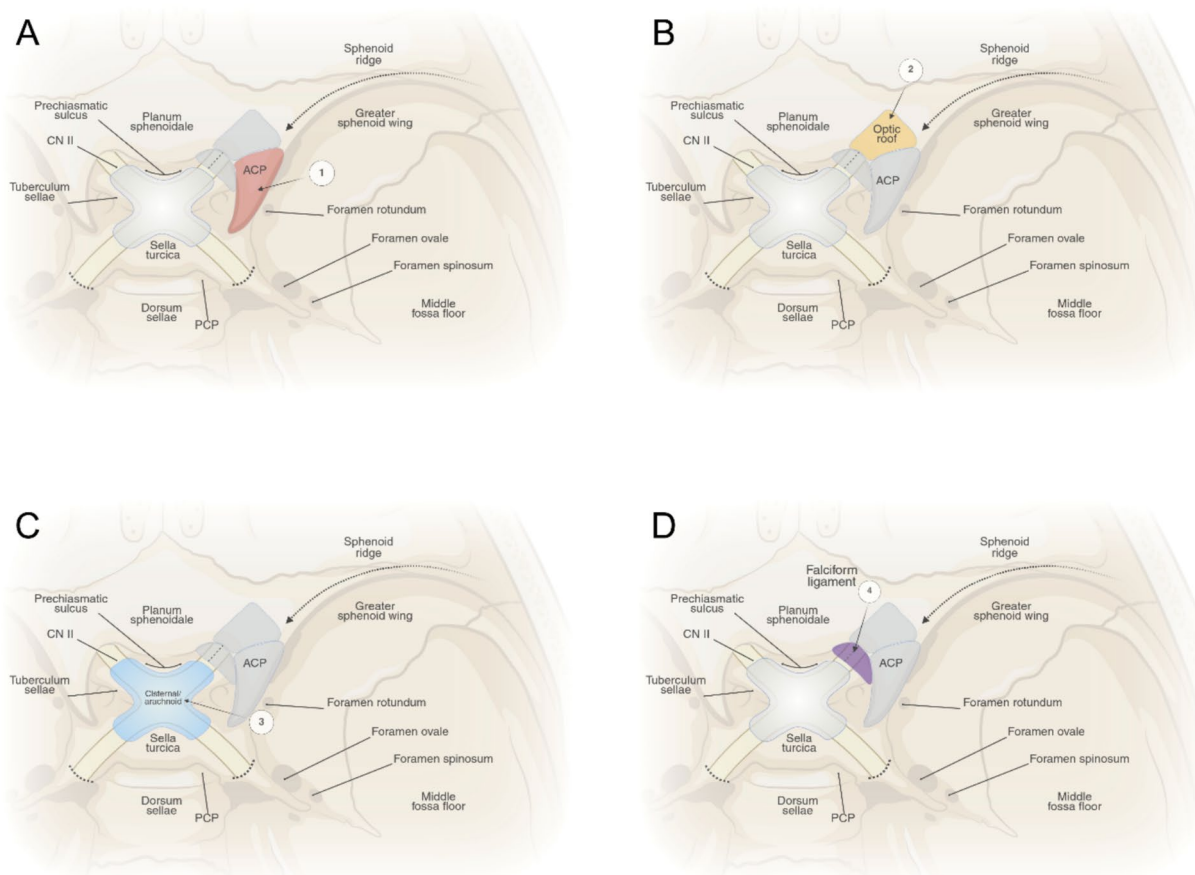 A
Sphenoid
ridge
Prechiasmatic
sulcus
Planum
sphenoidale
Greater
sphenoid wing
CN II
ACP
1
Tuberculum
sellae
Foramen rotundum
Sella
turcica
Foramen ovale
Foramen spinosum
Dorsum
sellae
PCP
Middle
fossa floor
B
Sphenoid
ridge
2
Prechiasmatic
sulcus
Planum
sphenoidale
Greater
sphenoid wing
Optic
roof
CN II
ACP
Tuberculum
sellae
Foramen rotundum
Sella
turcica
Foramen ovale
Foramen spinosum
Dorsum
sellae
PCP
Middle
fossa floor
C
Sphenoid
ridge
Prechiasmatic
sulcus
Planum
sphenoidale
Greater
sphenoid wing
CN II
ACP
Tuberculum
sellae
Cisternal/
arachnoid
3
Foramen rotundum
Sella
turcica
Foramen ovale
Foramen spinosum
Dorsum
sellae
PCP
Middle
fossa floor
D
Sphenoid
ridge
Falciform
ligament
4
Prechiasmatic
sulcus
Planum
sphenoidale
Greater
sphenoid wing
CN II
ACP
Tuberculum
sellae
Foramen rotundum
Sella
turcica
Foramen ovale
Foramen spinosum
Dorsum
sellae
PCP
Middle
fossa floor